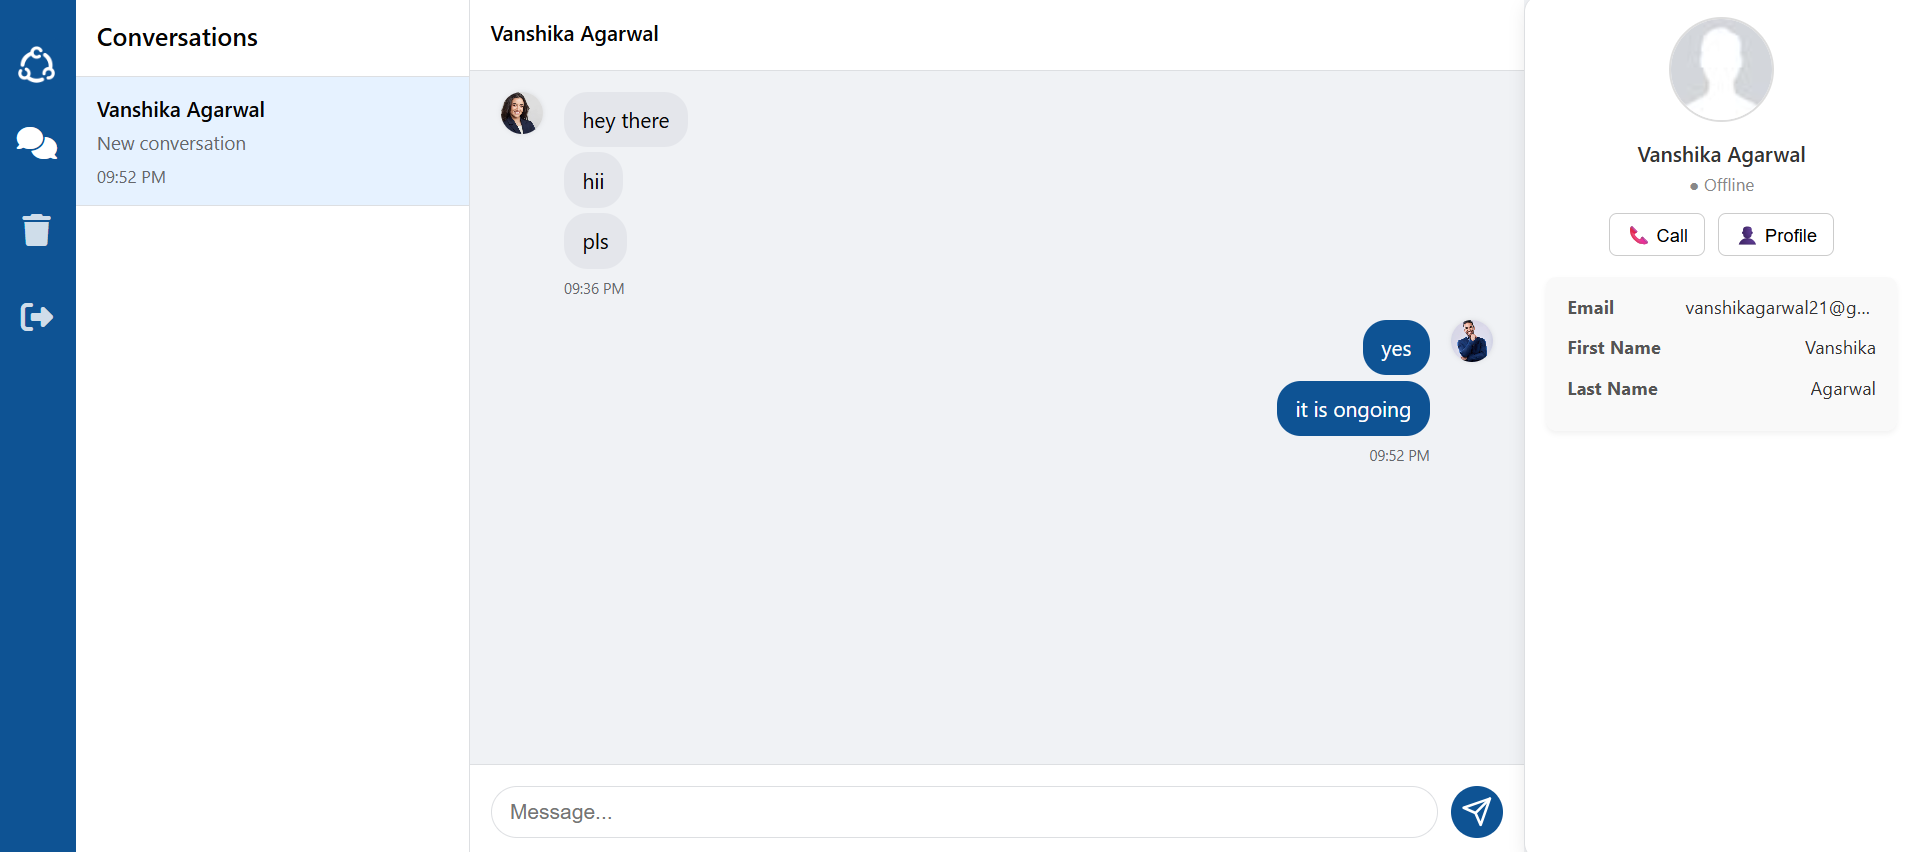 Conversations
Vanshika Agarwal
New conversation
09:52 PM
Vanshika Agarwal
hey there
hii
pls
09:36 PM
yes
it is ongoing
09:52 PM
Message...
Vanshika Agarwal
Offline
Call
Profile
Email vanshikagarwal21@g...
First Name Vanshika
Last Name Agarwal